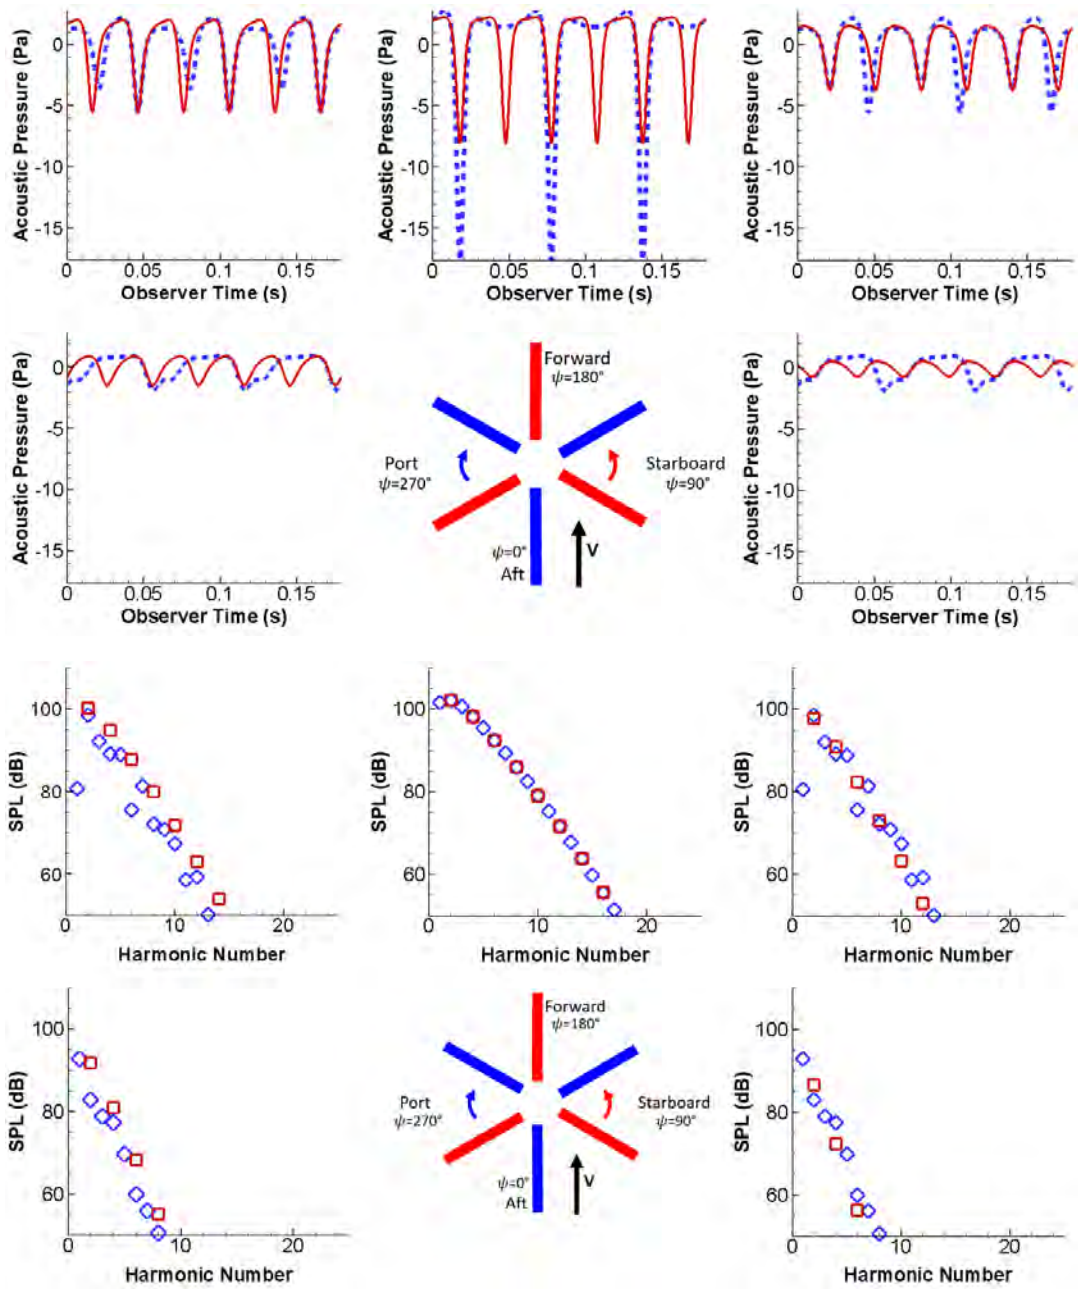 0
-5
-10
-15
Acoustic Pressure (Pa)
0 0.05 0.1 0.15
Observer Time (s)
0
-5
-10
-15
Acoustic Pressure (Pa)
0 0.05 0.1 0.15
Observer Time (s)
0
-5
-10
-15
Acoustic Pressure (Pa)
0 0.05 0.1 0.15
Observer Time (s)
0
-5
-10
-15
Acoustic Pressure (Pa)
0 0.05 0.1 0.15
Observer Time (s)
Forward
ψ=180°
Port
ψ=270°
Starboard
ψ=90°
ψ=0°
Aft
V
0
-5
-10
-15
Acoustic Pressure (Pa)
0 0.05 0.1 0.15
Observer Time (s)
100
80
60
SPL (dB)
0 10 20
Harmonic Number
100
80
60
SPL (dB)
0 10 20
Harmonic Number
100
80
60
SPL (dB)
0 10 20
Harmonic Number
100
80
60
SPL (dB)
0 10 20
Harmonic Number
Forward
ψ=180°
Port
ψ=270°
Starboard
ψ=90°
ψ=0°
Aft
V
100
80
60
SPL (dB)
0 10 20
Harmonic Number